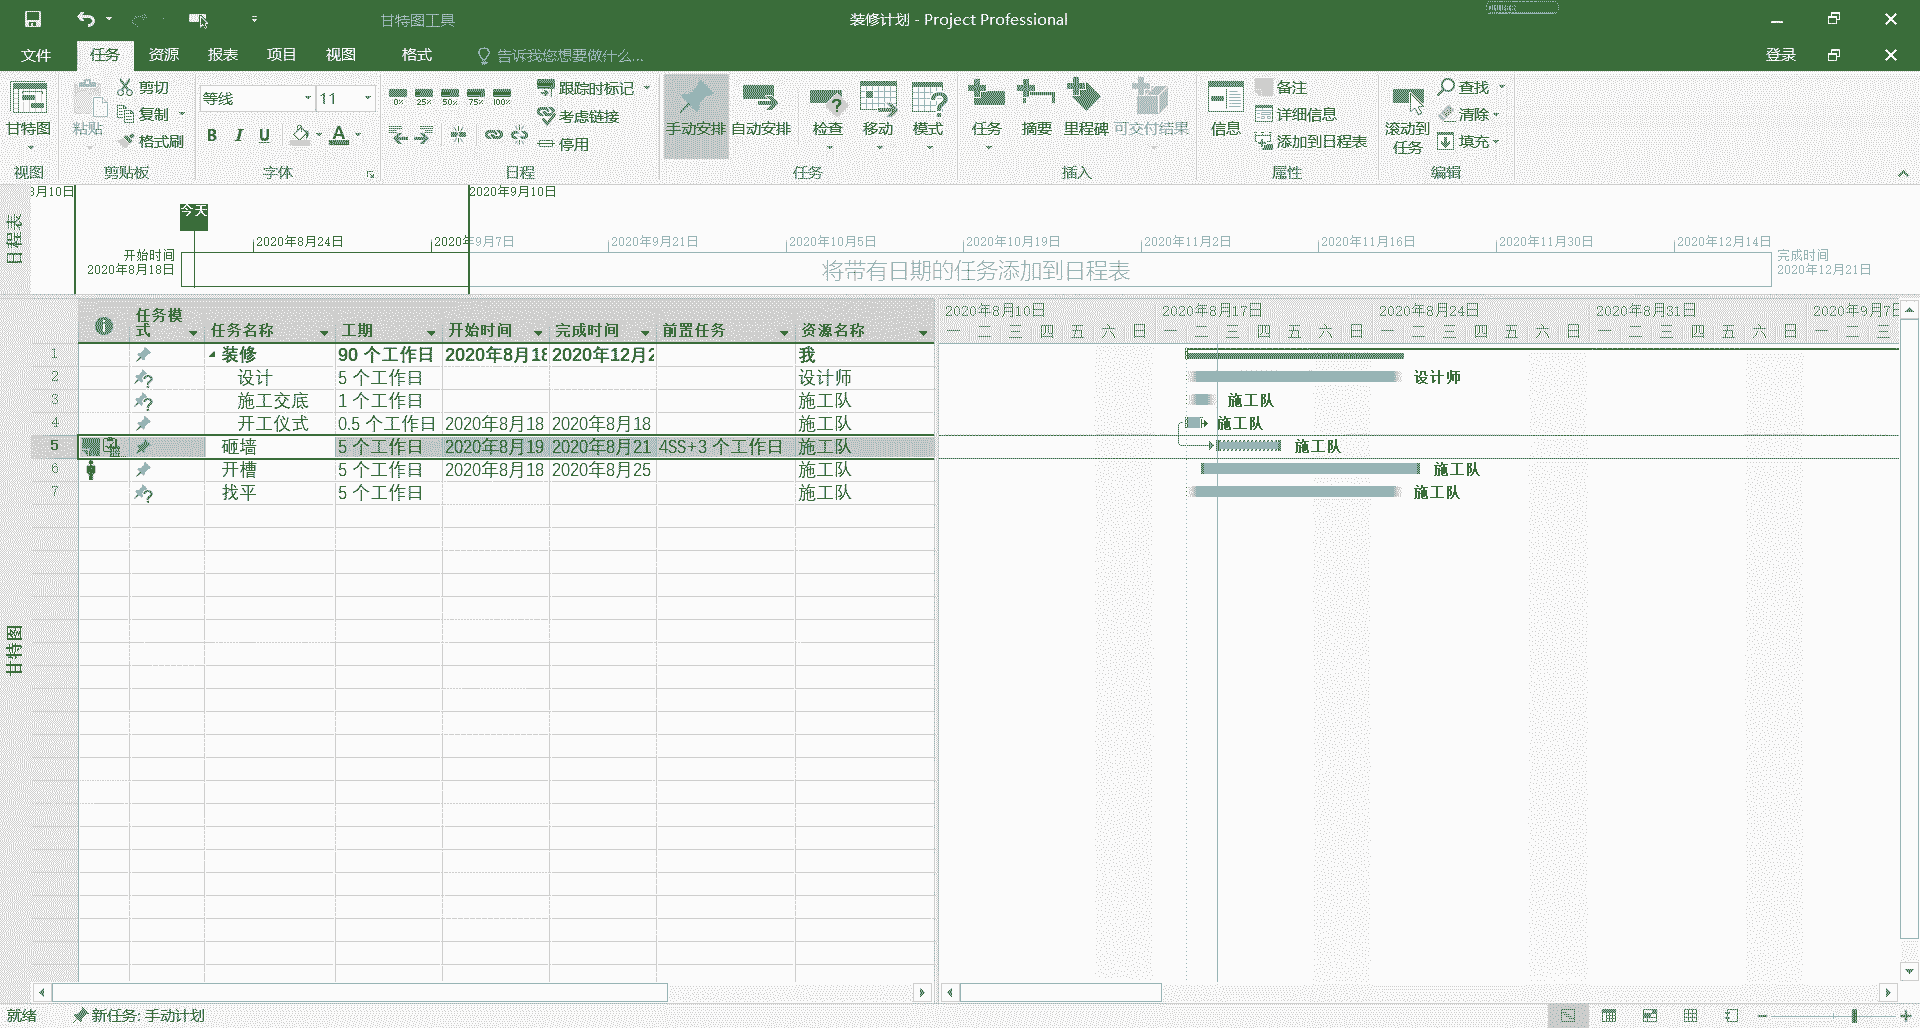 甘特图工具
装修计划 - Project Professional
文件 任务 资源 报表 项目 视图 格式 告诉我您想要做什么... 登录
甘特图
视图
粘贴 剪切
复制
格式刷
剪贴板
等线 11
B I U A
字体
0% 25% 50% 75% 100%
跟踪时标记
考虑链接
停用
日程
手动安排 自动安排 检查 移动 模式
任务
任务 摘要 里程碑 可交付结果
插入
信息 备注
详细信息
添加到日程表
属性
滚动到
任务
查找
清除
填充
编辑
日程表
月10日 2020年9月10日
今天
2020年8月24日 2020年9月7日 2020年9月21日 2020年10月5日 2020年10月19日 2020年11月2日 2020年11月16日 2020年11月30日 2020年12月14日
开始时间
2020年8月18日
将带有日期的任务添加到日程表
完成时间
2020年12月21日
甘特图
任务模式 任务名称 工期 开始时间 完成时间 前置任务 资源名称
1 装修 90 个工作日 2020年8月18 2020年12月2 我
2 设计 5 个工作日 设计师
3 施工交底 1 个工作日 施工队
4 开工仪式 0.5 个工作日 2020年8月18 2020年8月18 施工队
5 砸墙 5 个工作日 2020年8月19 2020年8月21 4SS+3 个工作日 施工队
6 开槽 5 个工作日 2020年8月18 2020年8月25 施工队
7 找平 5 个工作日 施工队
2020年8月10日 2020年8月17日 2020年8月24日 2020年8月31日 2020年9月7日
一 二 三 四 五 六 日 一 二 三 四 五 六 日 一 二 三 四 五 六 日 一 二 三 四 五 六 日 一 二 三
设计师
施工队
施工队
施工队
施工队
施工队
就绪 新任务: 手动计划